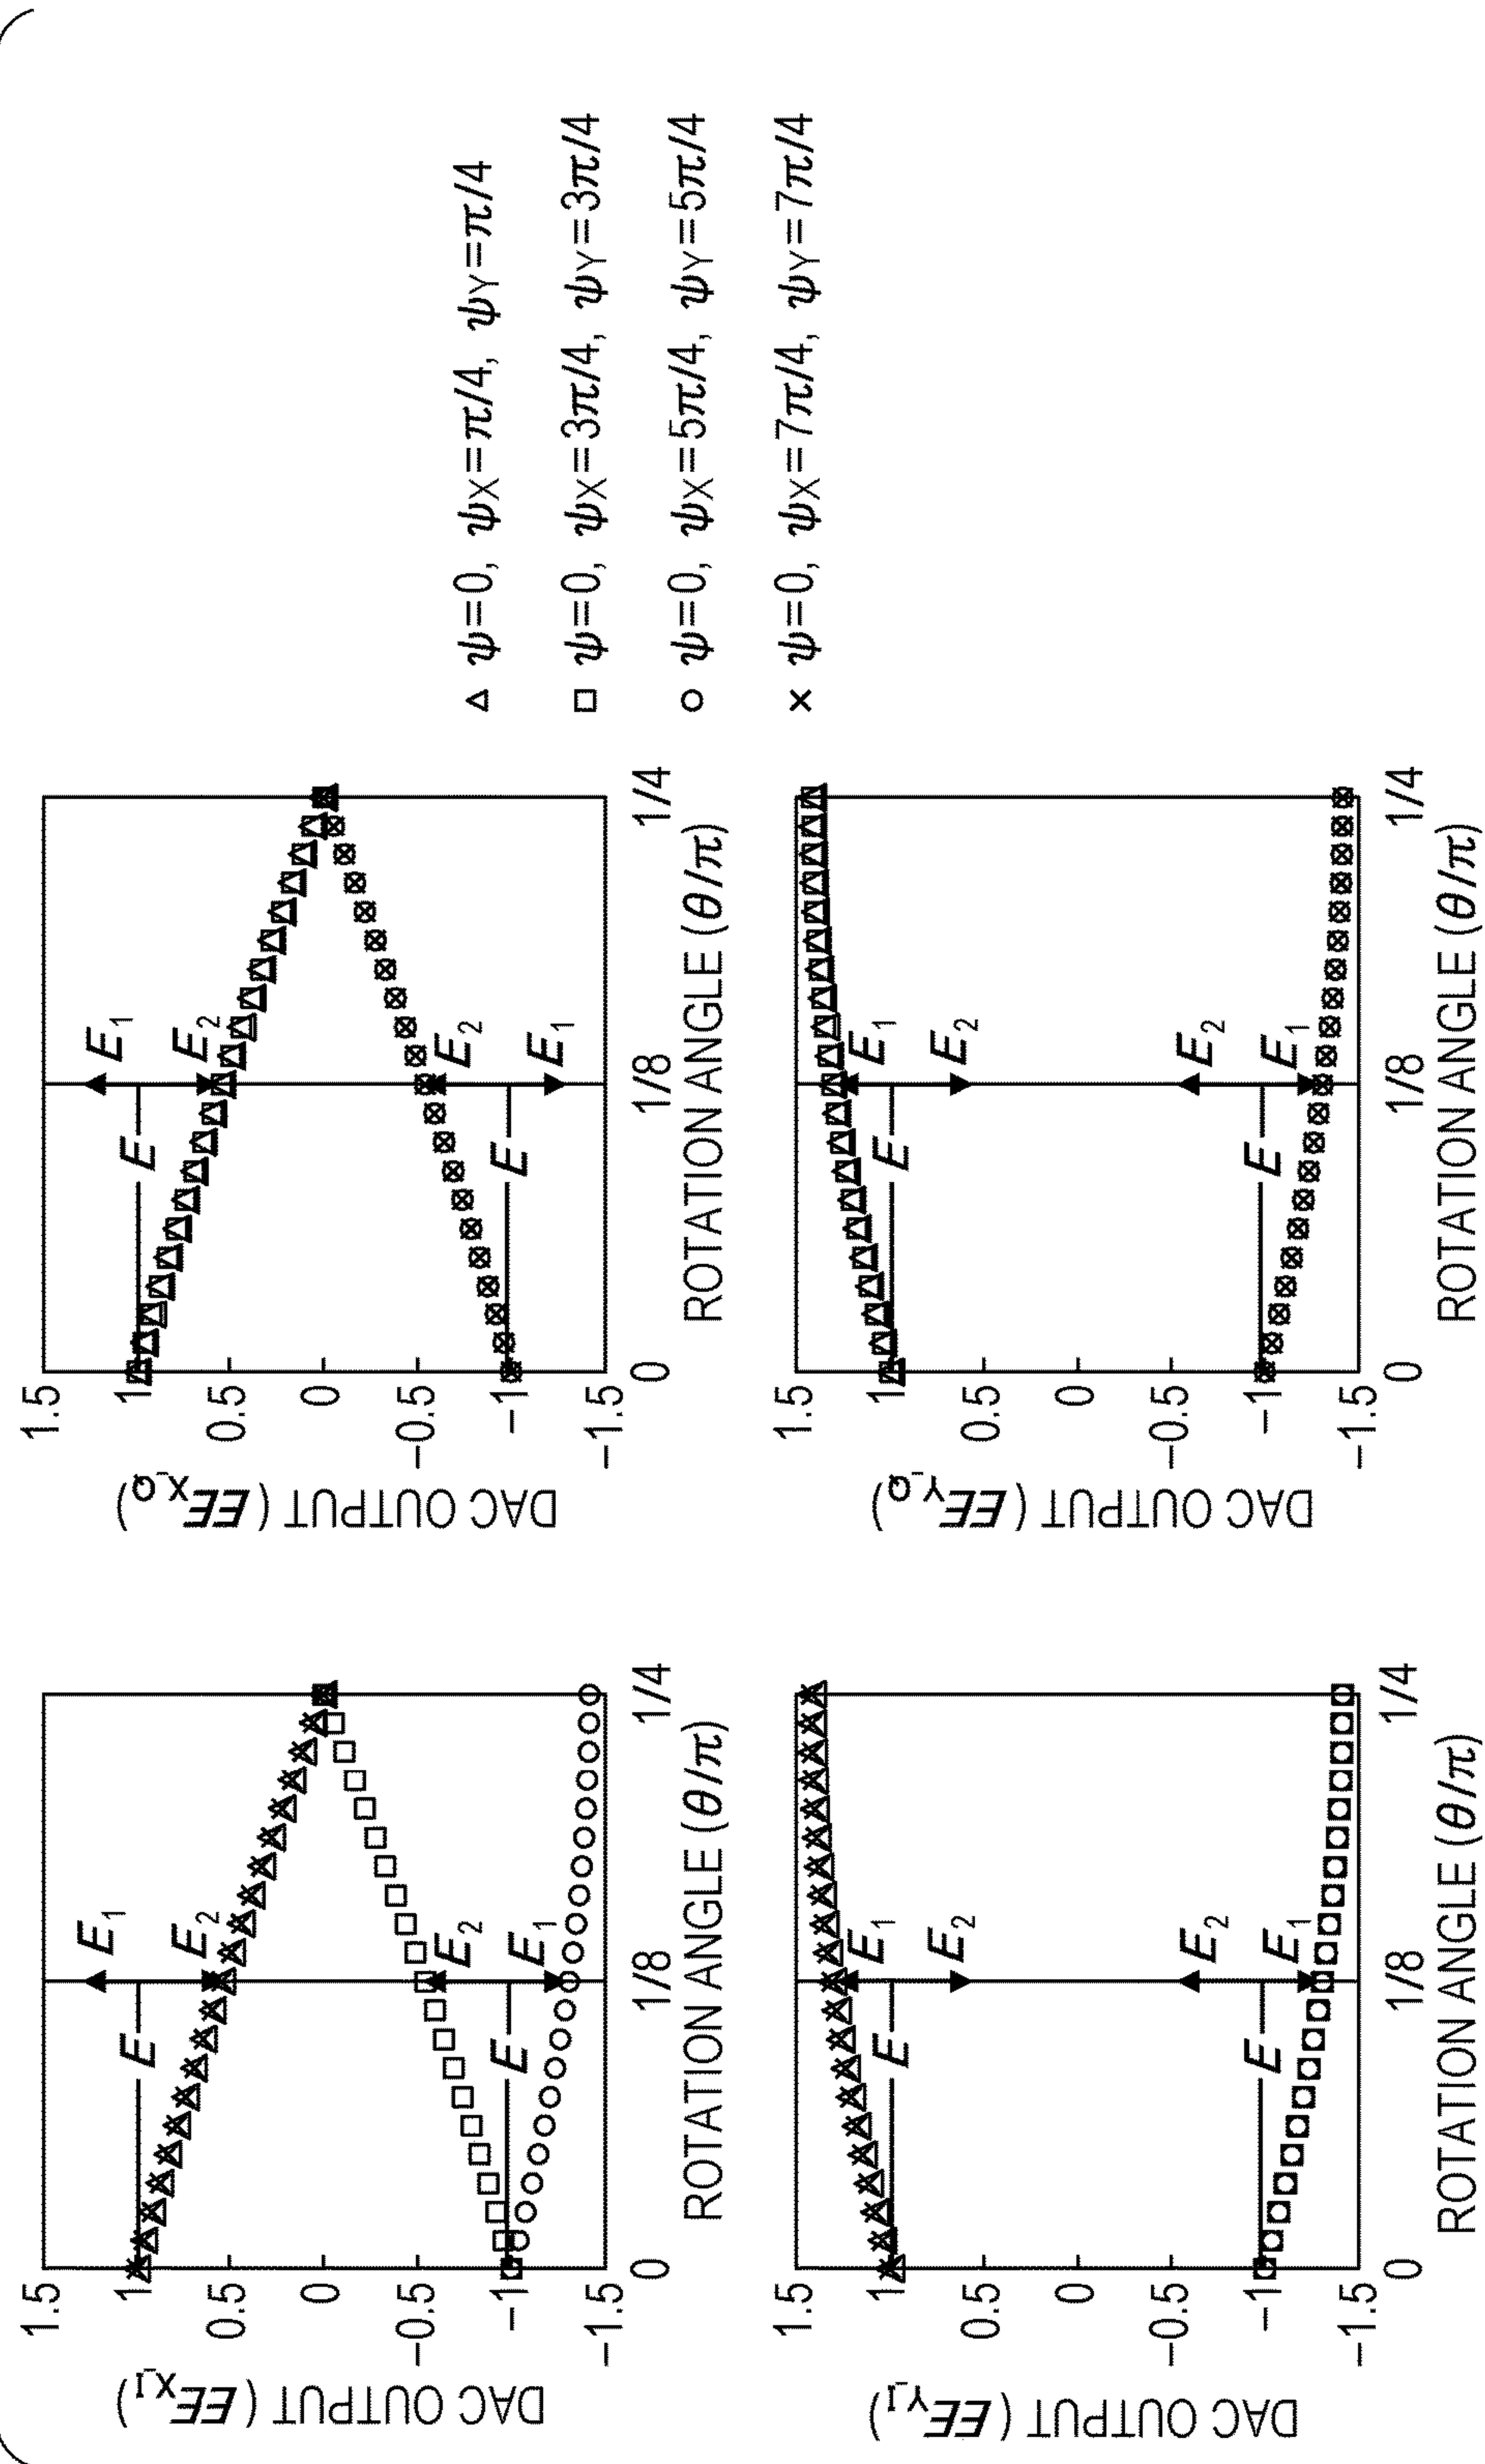 DAC OUTPUT (EE_X_I)
1.5
1
0.5
0
−0.5
−1
−1.5
E
E₁
E₂
E₂
E₁
E
0 1/8 1/4
ROTATION ANGLE (θ/π)
DAC OUTPUT (EE_X_Q)
1.5
1
0.5
0
−0.5
−1
−1.5
E
E₁
E₂
E₂
E₁
E
0 1/8 1/4
ROTATION ANGLE (θ/π)
DAC OUTPUT (EE_Y_I)
1.5
1
0.5
0
−0.5
−1
−1.5
E₁
E
E₂
E₂
E₁
E
0 1/8 1/4
ROTATION ANGLE (θ/π)
DAC OUTPUT (EE_Y_Q)
1.5
1
0.5
0
−0.5
−1
−1.5
E₁
E
E₂
E₂
E₁
E
0 1/8 1/4
ROTATION ANGLE (θ/π)
△ ψ=0, ψX=π/4, ψY=π/4
□ ψ=0, ψX=3π/4, ψY=3π/4
○ ψ=0, ψX=5π/4, ψY=5π/4
× ψ=0, ψX=7π/4, ψY=7π/4